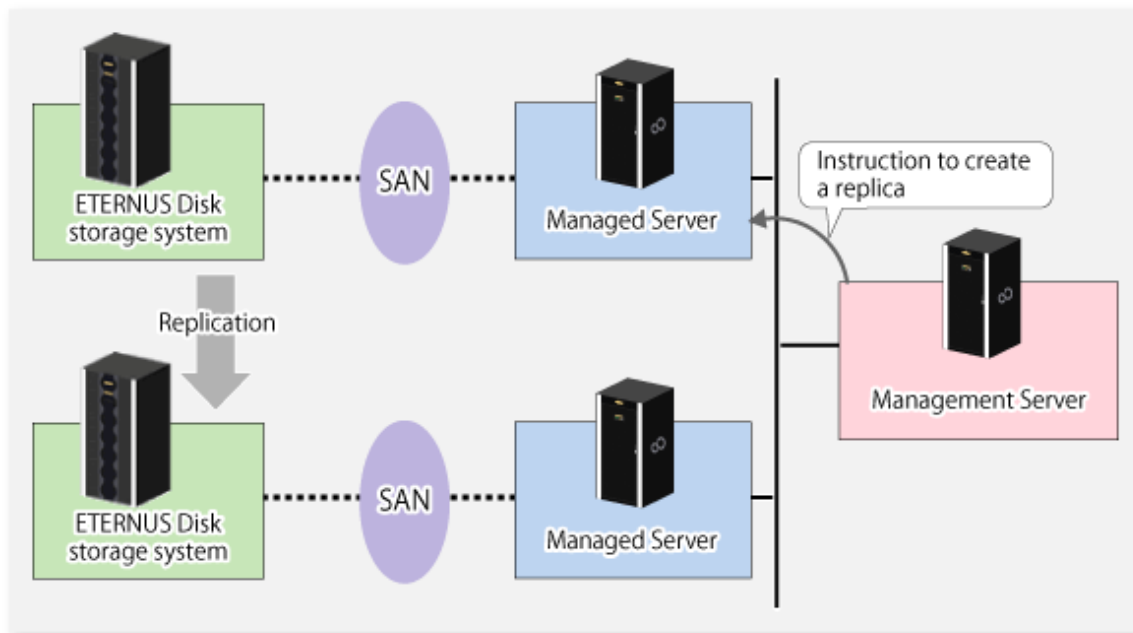 ETERNUS Disk
storage system
SAN
Managed Server
Instruction to create
a replica
Replication
Management Server
ETERNUS Disk
storage system
SAN
Managed Server